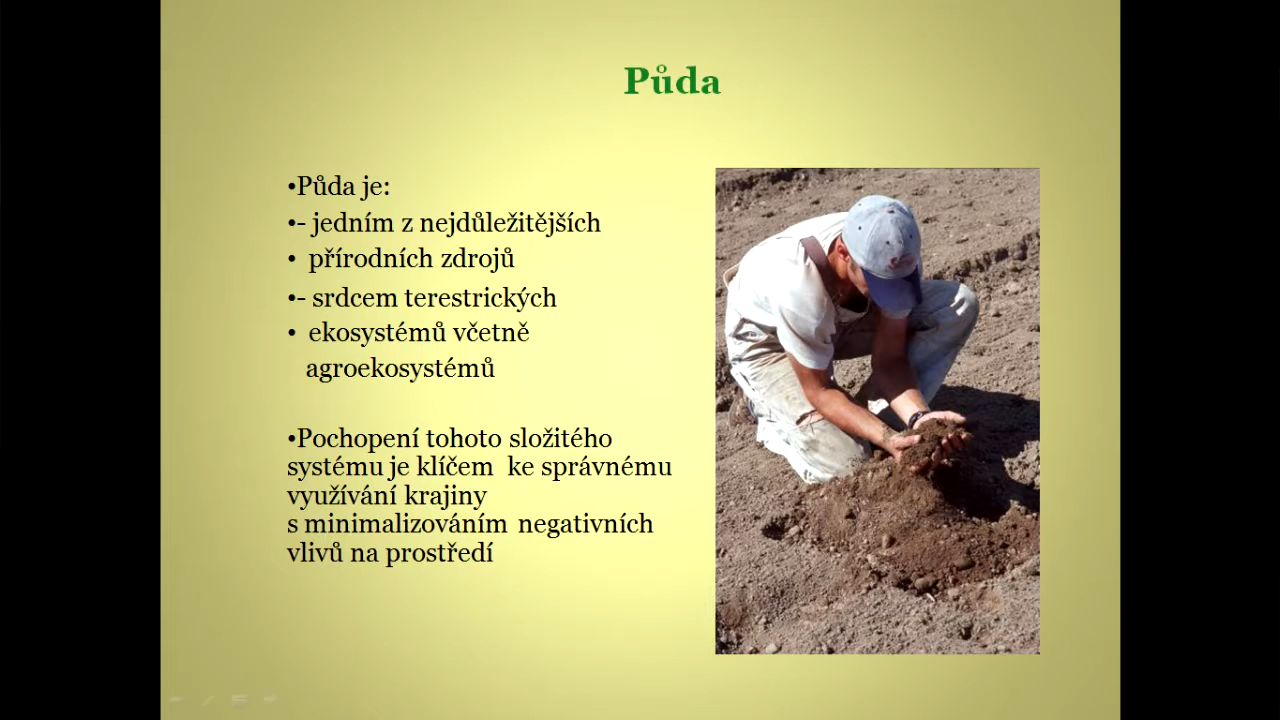 Půda
•Půda je:
•- jedním z nejdůležitějších
• přírodních zdrojů
•- srdcem terestrických
• ekosystémů včetně
agroekosystémů
•Pochopení tohoto složitého
systému je klíčem  ke správnému
využívání krajiny
s minimalizováním negativních
vlivů na prostředí